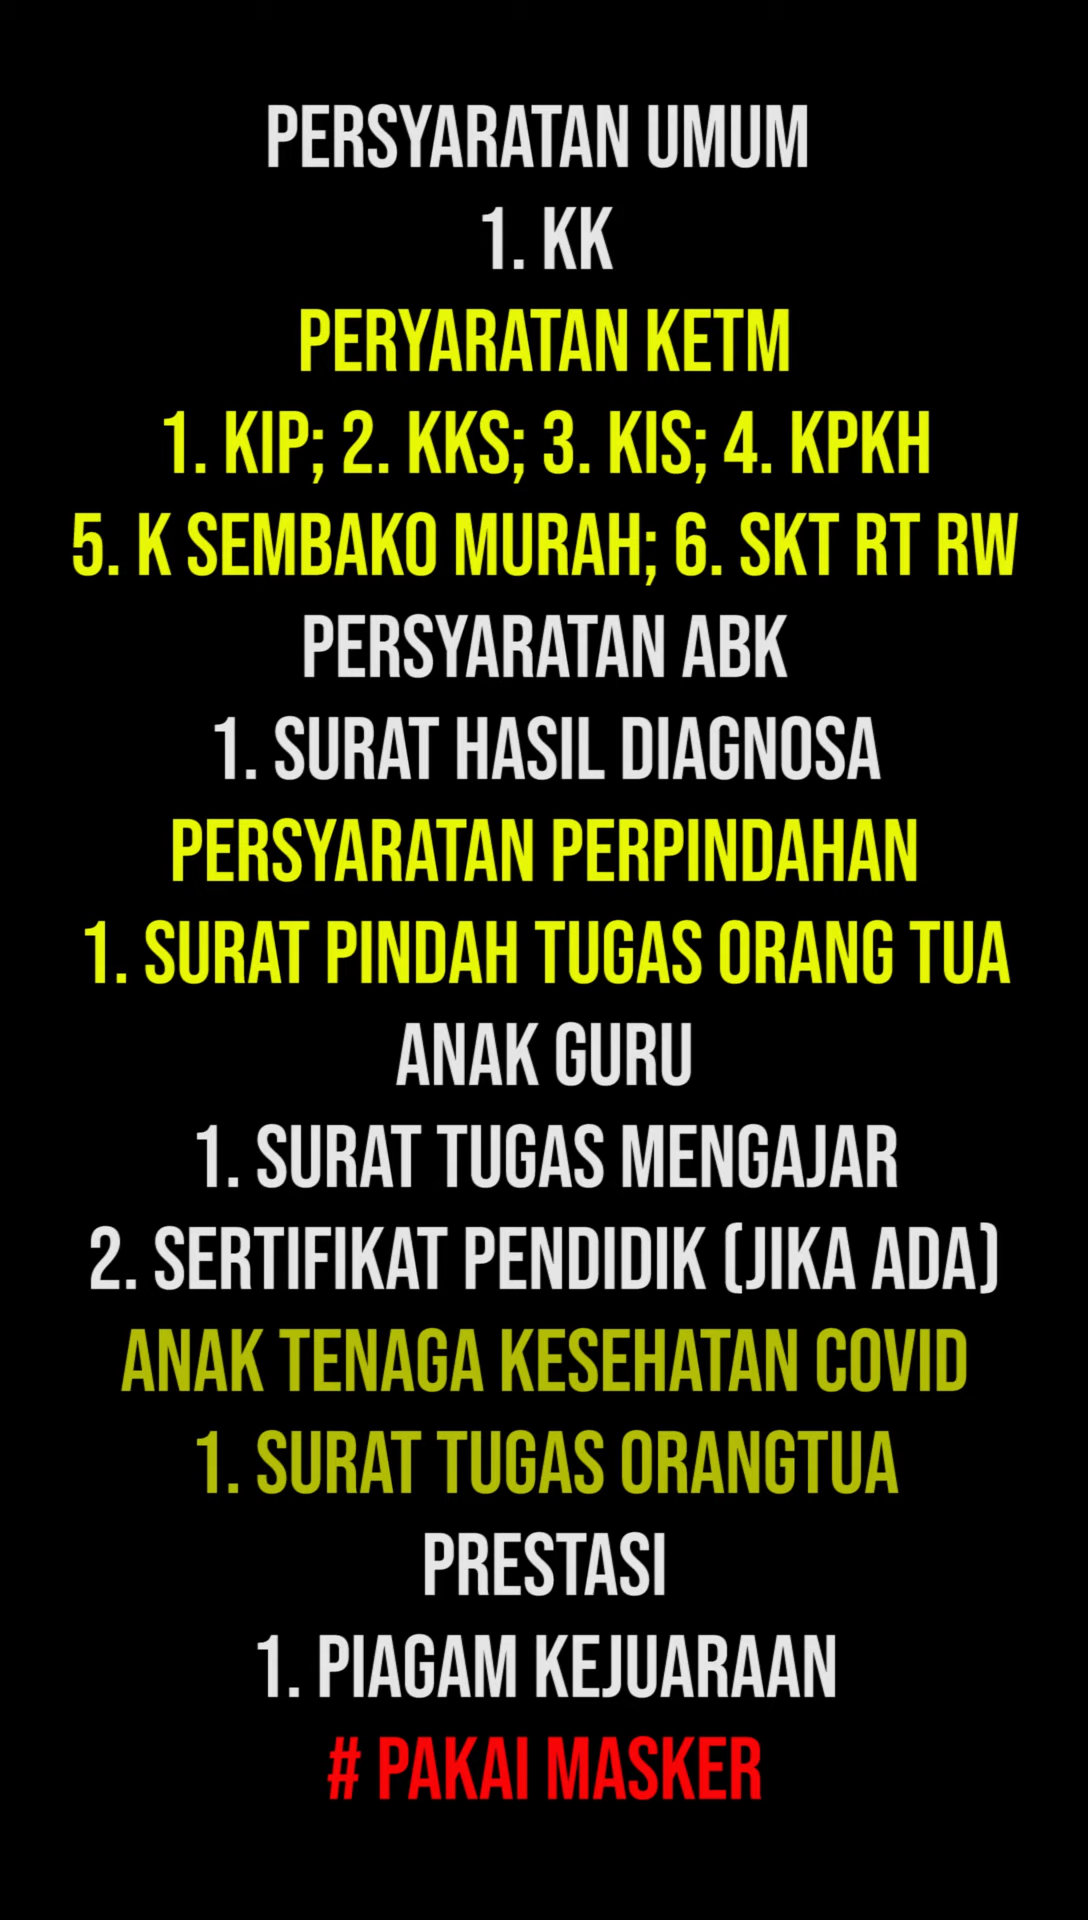 PERSYARATAN UMUM
1. KK
PERYARATAN KETM
1. KIP; 2. KKS; 3. KIS; 4. KPKH
5. K SEMBAKO MURAH; 6. SKT RT RW
PERSYARATAN ABK
1. SURAT HASIL DIAGNOSA
PERSYARATAN PERPINDAHAN
1. SURAT PINDAH TUGAS ORANG TUA
ANAK GURU
1. SURAT TUGAS MENGAJAR
2. SERTIFIKAT PENDIDIK (JIKA ADA)
ANAK TENAGA KESEHATAN COVID
1. SURAT TUGAS ORANGTUA
PRESTASI
1. PIAGAM KEJUARAAN
# PAKAI MASKER